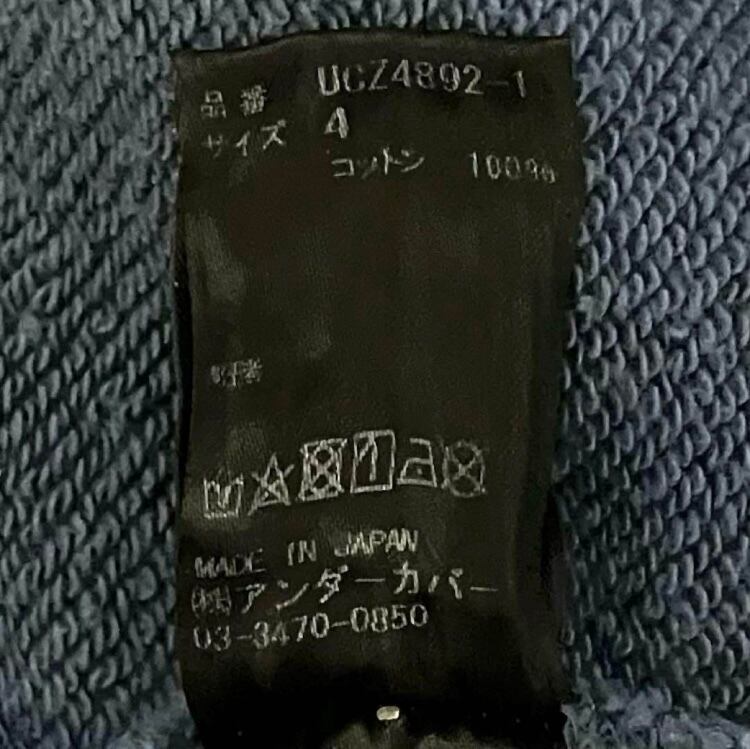 品番 UCZ4892-1
サイズ 4
コットン 100%
MADE IN JAPAN
㈱アンダーカバー
03-3470-0850